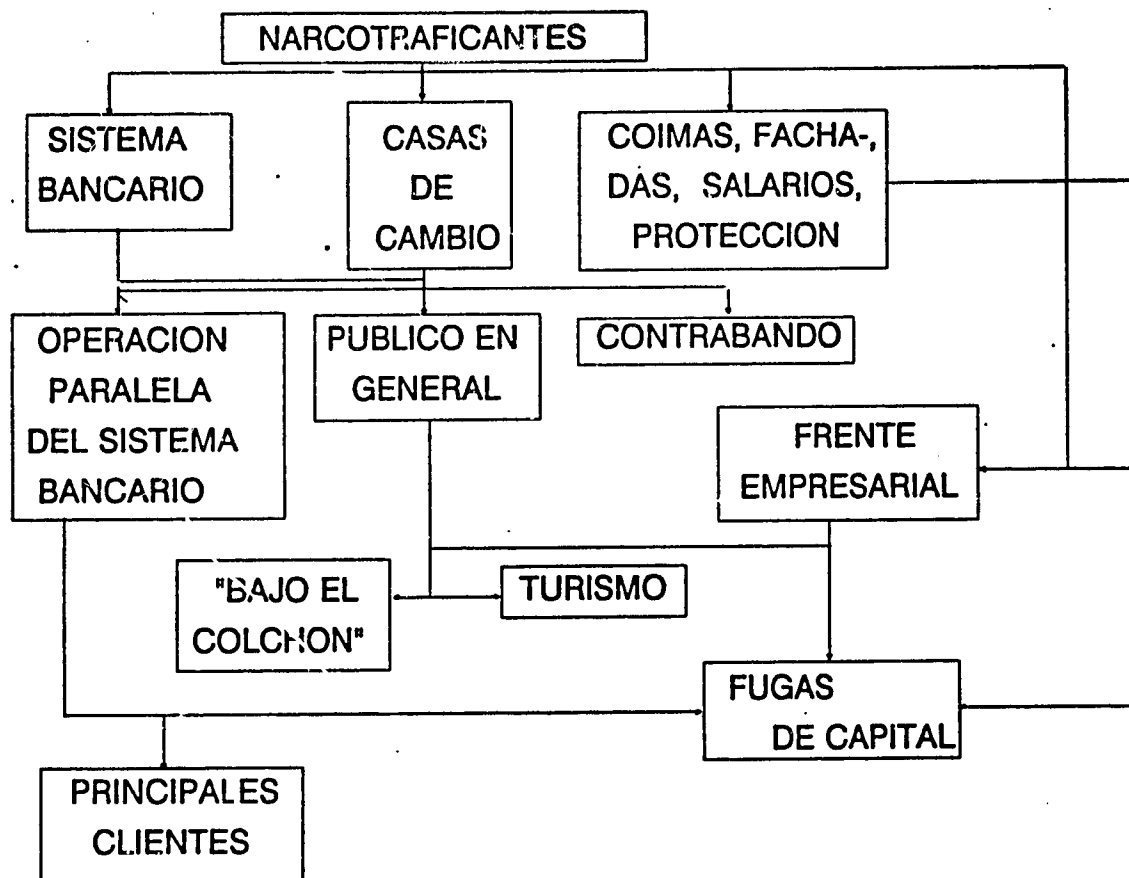 NARCOTRAFICANTES
SISTEMA
BANCARIO
CASAS
DE
CAMBIO
COIMAS, FACHA-,
DAS, SALARIOS,
PROTECCION
OPERACION
PARALELA
DEL SISTEMA
BANCARIO
PUBLICO EN
GENERAL
CONTRABANDO
FRENTE
EMPRESARIAL
"BAJO EL
COLCHON"
TURISMO
FUGAS
DE CAPITAL
PRINCIPALES
CLIENTES